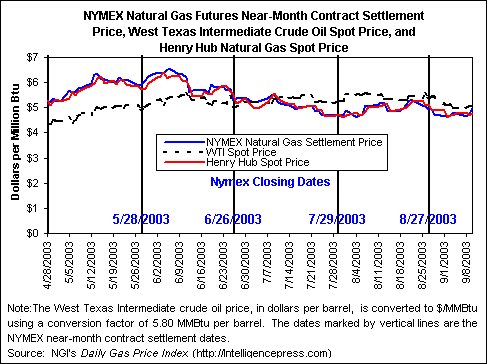 NYMEX Natural Gas Futures Near-Month Contract Settlement
Price, West Texas Intermediate Crude Oil Spot Price, and
Henry Hub Natural Gas Spot Price
Dollars per Million Btu
$7
$6
$5
$4
$3
$2
$1
$0
NYMEX Natural Gas Settlement Price
WTI Spot Price
Henry Hub Spot Price
Nymex Closing Dates
5/28/2003
6/26/2003
7/29/2003
8/27/2003
4/28/2003
5/5/2003
5/12/2003
5/19/2003
5/26/2003
6/2/2003
6/9/2003
6/16/2003
6/23/2003
6/30/2003
7/7/2003
7/14/2003
7/21/2003
7/28/2003
8/4/2003
8/11/2003
8/18/2003
8/25/2003
9/1/2003
9/8/2003
Note:The West Texas Intermediate crude oil price, in dollars per barrel,  is converted to $/MMBtu
using a conversion factor of 5.80 MMBtu per barrel.  The dates marked by vertical lines are the
NYMEX near-month contract settlement dates.
Source:  NGI's Daily Gas Price Index (http://intelligencepress.com)